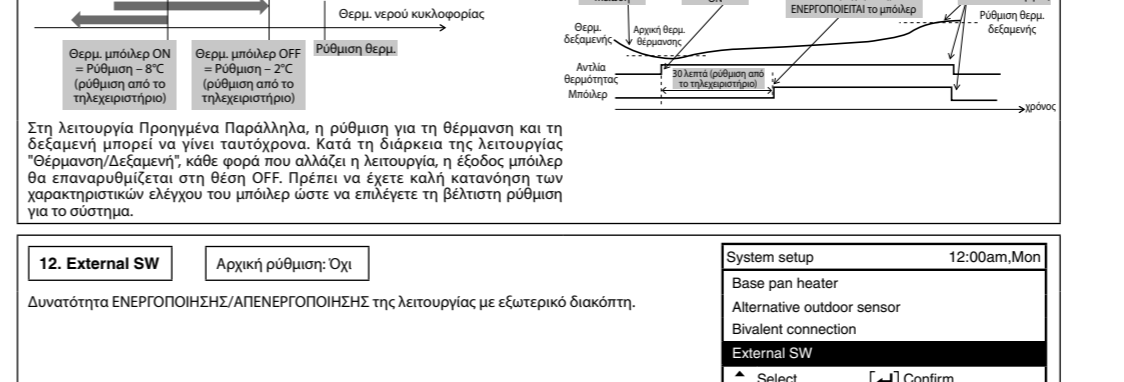 Θερμ. νερού κυκλοφορίας
Θερμ. μπόιλερ ON
= Ρύθμιση – 8°C
(ρύθμιση από το
τηλεχειριστήριο)
Θερμ. μπόιλερ OFF
= Ρύθμιση – 2°C
(ρύθμιση από το
τηλεχειριστήριο)
Ρύθμιση θερμ.
ON
ΕΝΕΡΓΟΠΟΙΕΙΤΑΙ το μπόιλερ
Θερμ.
δεξαμενής
Αρχική θερμ.
θέρμανσης
Ρύθμιση θερμ.
δεξαμενής
Αντλία
θερμότητας
30 λεπτά (ρύθμιση από
το τηλεχειριστήριο)
Μπόιλερ
χρόνος
Στη λειτουργία Προηγμένα Παράλληλα, η ρύθμιση για τη θέρμανση και τη
δεξαμενή μπορεί να γίνει ταυτόχρονα. Κατά τη διάρκεια της λειτουργίας
"Θέρμανση/Δεξαμενή", κάθε φορά που αλλάζει η λειτουργία, η έξοδος μπόιλερ
θα επαναρυθμίζεται στη θέση OFF. Πρέπει να έχετε καλή κατανόηση των
χαρακτηριστικών ελέγχου του μπόιλερ ώστε να επιλέγετε τη βέλτιστη ρύθμιση
για το σύστημα.
12. External SW
Αρχική ρύθμιση: Όχι
Δυνατότητα ΕΝΕΡΓΟΠΟΙΗΣΗΣ/ΑΠΕΝΕΡΓΟΠΟΙΗΣΗΣ της λειτουργίας με εξωτερικό διακόπτη.
System setup 12:00am,Mon
Base pan heater
Alternative outdoor sensor
Bivalent connection
External SW
Select [↵] Confirm